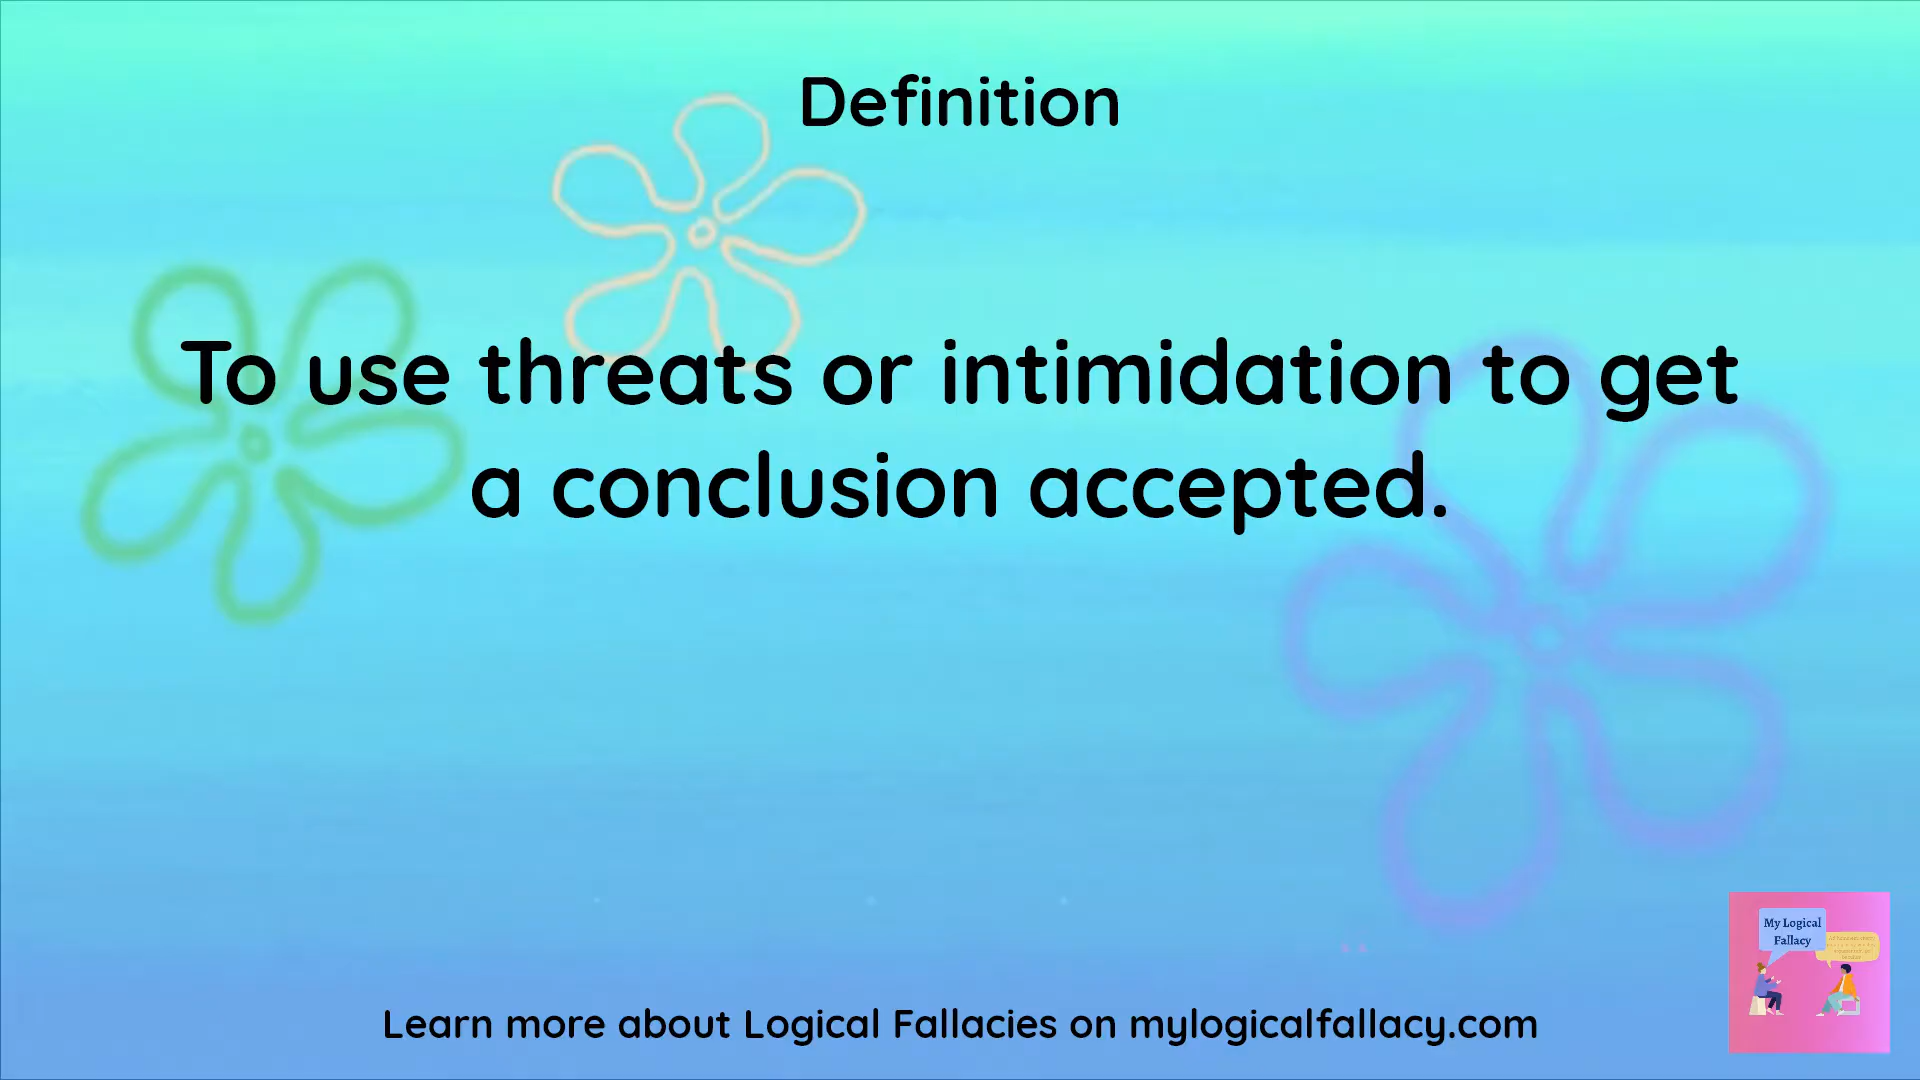 Definition
To use threats or intimidation to get
a conclusion accepted.
My Logical
Fallacy
Learn more about Logical Fallacies on mylogicalfallacy.com